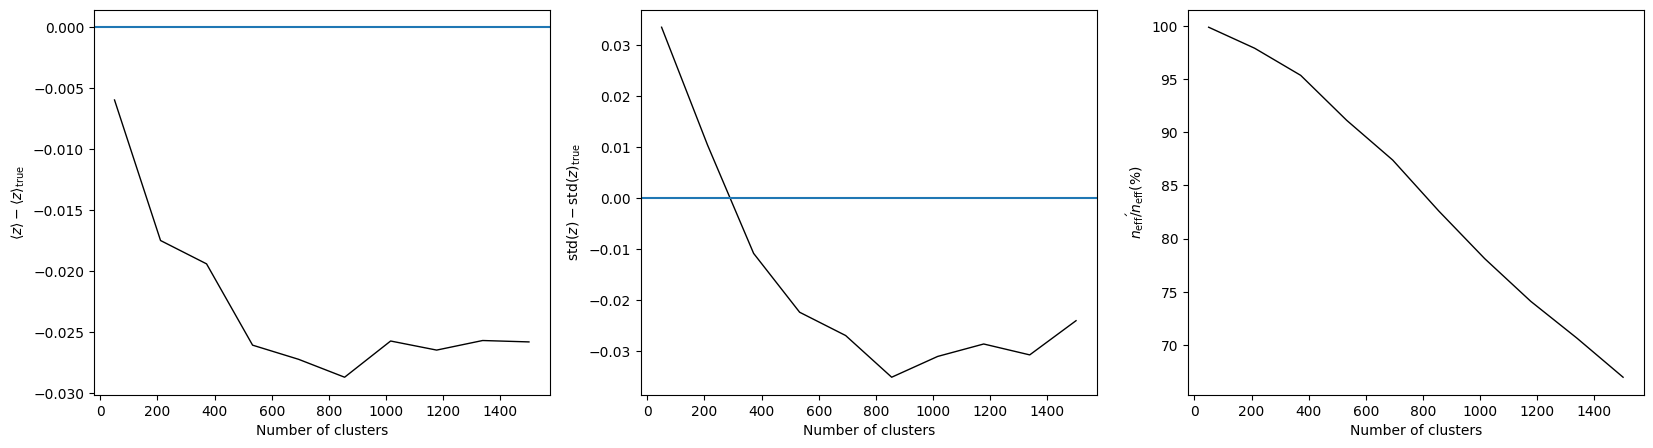 0.000
−0.005
−0.010
−0.015
−0.020
−0.025
−0.030
⟨z⟩ − ⟨z⟩true
0 200 400 600 800 1000 1200 1400
Number of clusters
0.03
0.02
0.01
0.00
−0.01
−0.02
−0.03
std(z) − std(z)true
0 200 400 600 800 1000 1200 1400
Number of clusters
100
95
90
85
80
75
70
n′eff/neff(%)
0 200 400 600 800 1000 1200 1400
Number of clusters